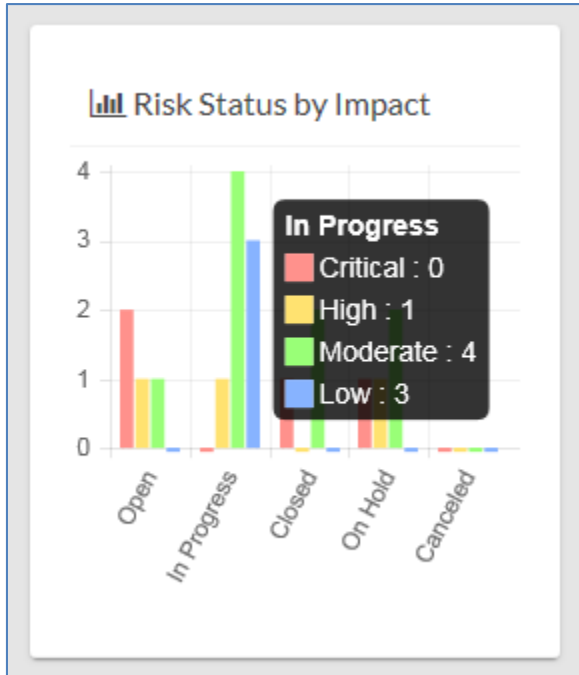 Risk Status by Impact
4
3
2
1
0
In Progress
Critical : 0
High : 1
Moderate : 4
Low : 3
Open
In Progress
Closed
On Hold
Canceled